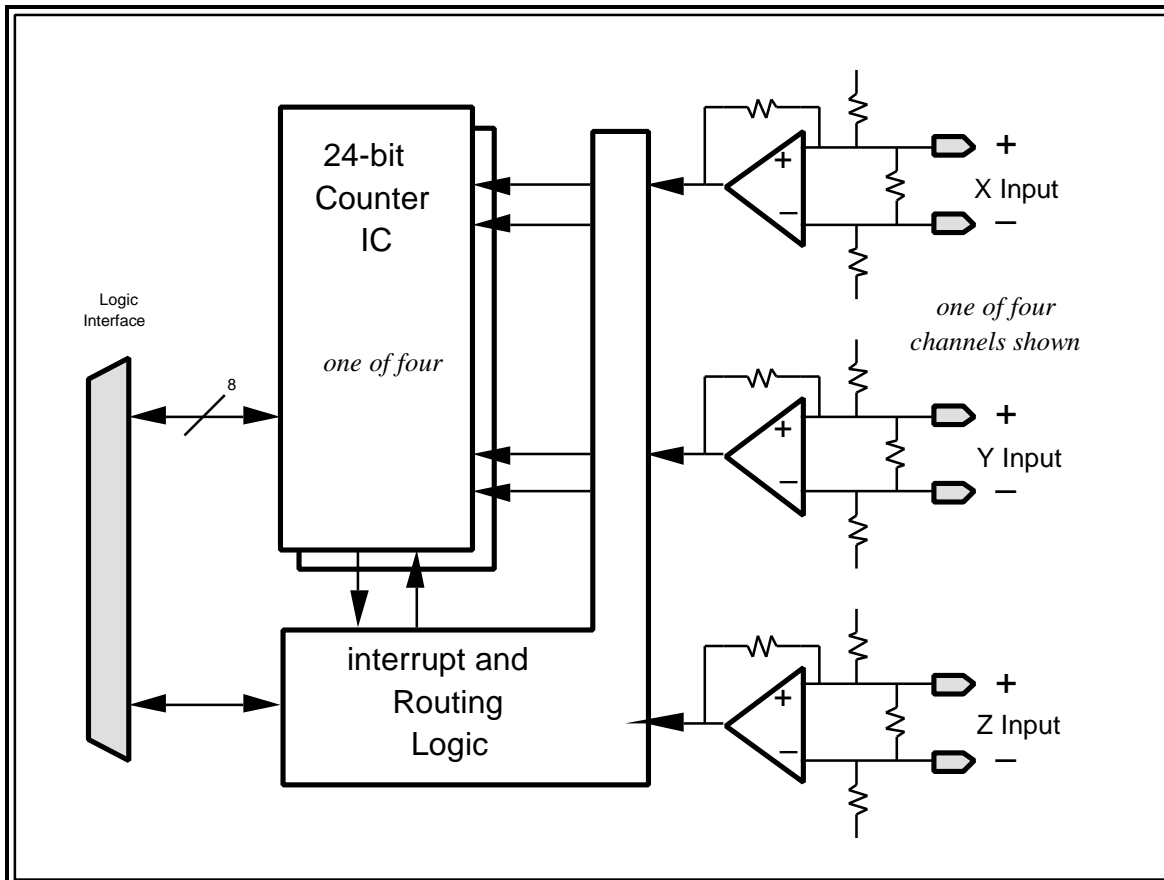 24-bit
Counter
IC
one of four
Logic
Interface
8
interrupt and
Routing
Logic
+
−
+
X Input
−
one of four
channels shown
+
−
+
Y Input
−
+
−
+
Z Input
−